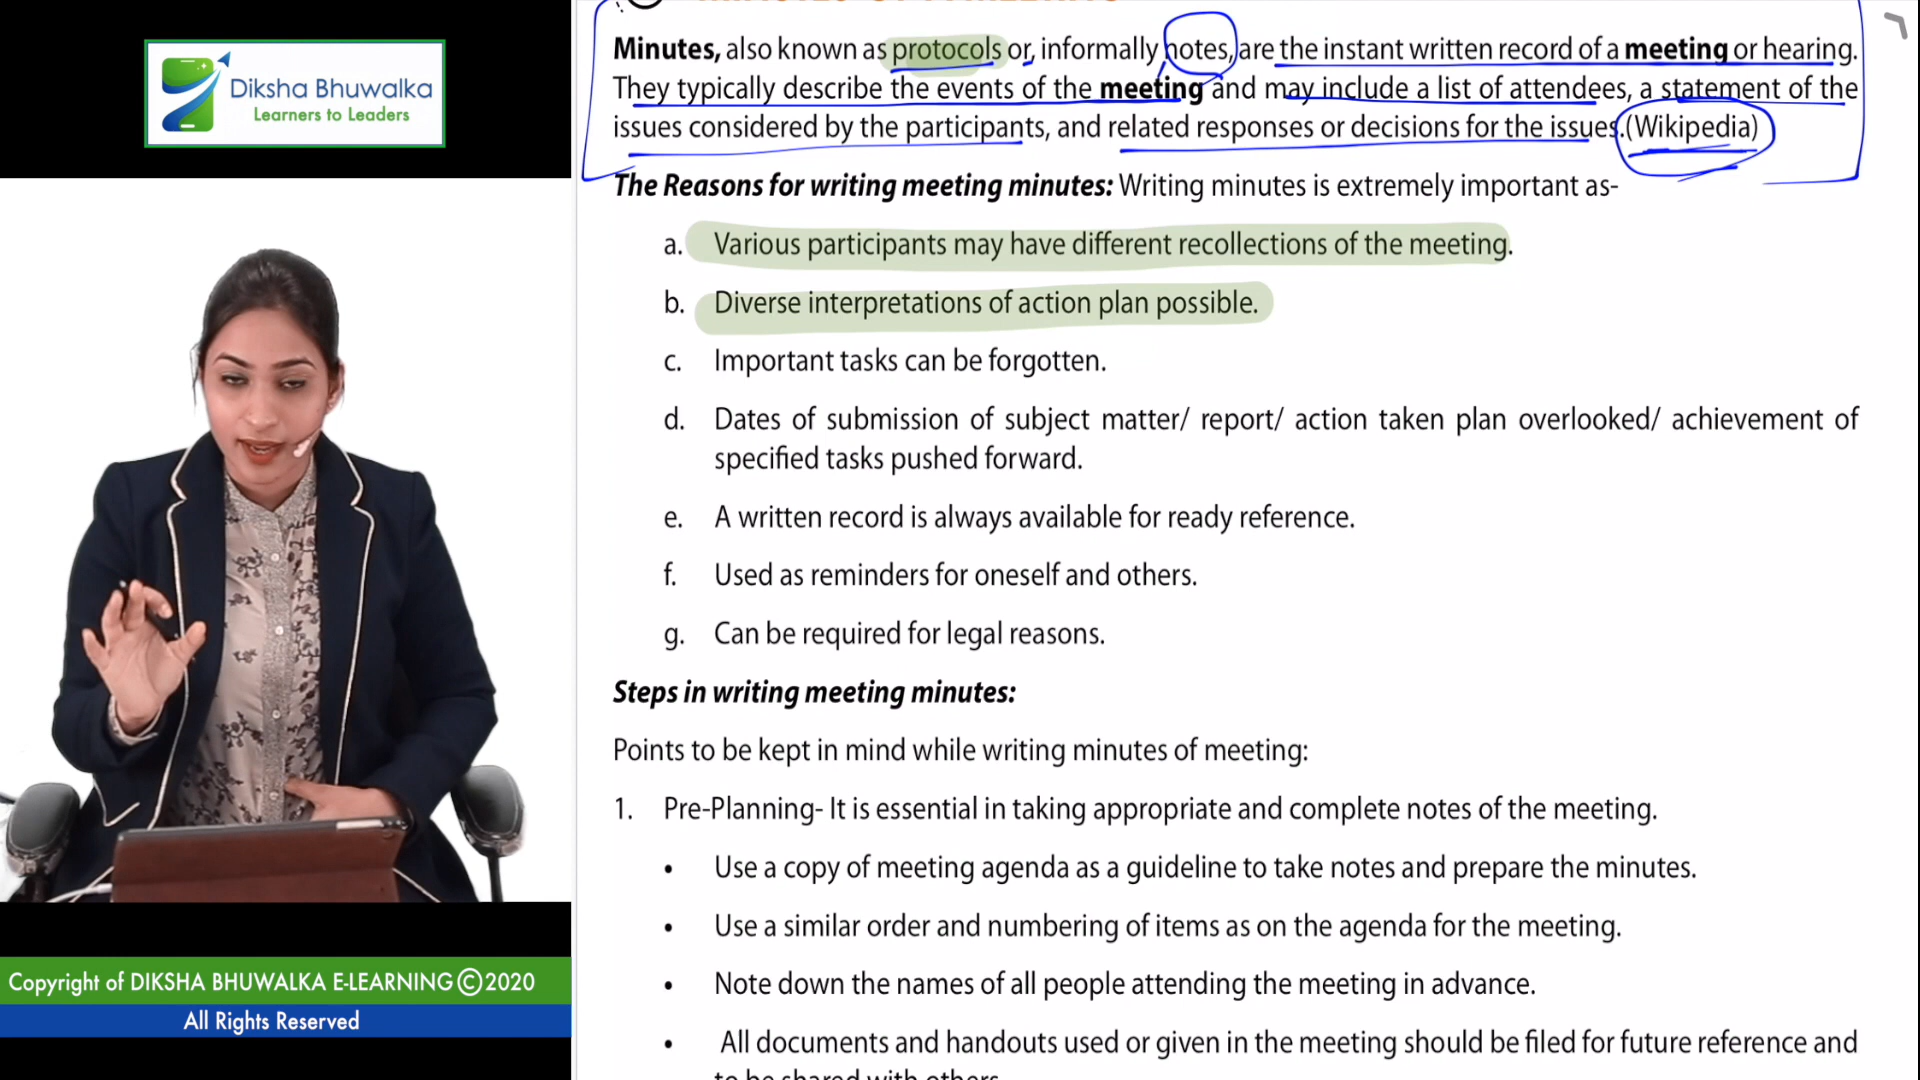 Diksha Bhuwalka
Learners to Leaders
Copyright of DIKSHA BHUWALKA E-LEARNING©2020
All Rights Reserved
MINUTES OF A MEETING
Minutes, also known as protocols or, informally notes, are the instant written record of a meeting or hearing.
They typically describe the events of the meeting and may include a list of attendees, a statement of the
issues considered by the participants, and related responses or decisions for the issues.(Wikipedia)
The Reasons for writing meeting minutes: Writing minutes is extremely important as-
a. Various participants may have different recollections of the meeting.
b. Diverse interpretations of action plan possible.
c. Important tasks can be forgotten.
d. Dates of submission of subject matter/ report/ action taken plan overlooked/ achievement of
specified tasks pushed forward.
e. A written record is always available for ready reference.
f. Used as reminders for oneself and others.
g. Can be required for legal reasons.
Steps in writing meeting minutes:
Points to be kept in mind while writing minutes of meeting:
1. Pre-Planning- It is essential in taking appropriate and complete notes of the meeting.
• Use a copy of meeting agenda as a guideline to take notes and prepare the minutes.
• Use a similar order and numbering of items as on the agenda for the meeting.
• Note down the names of all people attending the meeting in advance.
• All documents and handouts used or given in the meeting should be filed for future reference and
to be shared with others